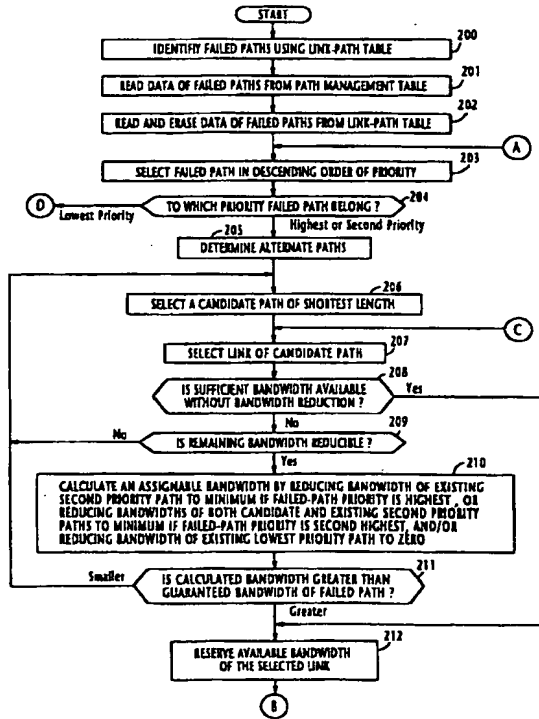 START
200
IDENTIFIY FAILED PATHS USING LINK-PATH TABLE
201
READ DATA OF FAILED PATHS FROM PATH MANAGEMENT TABLE
202
READ AND ERASE DATA OF FAILED PATHS FROM LINK-PATH TABLE
A
203
SELECT FAILED PATH IN DESCENDING ORDER OF PRIORITY
204
D
TO WHICH PRIORITY FAILED PATH BELONG ?
Lowest Priority
Highest or Second Priority
205
DETERMINE ALTERNATE PATHS
206
SELECT A CANDIDATE PATH OF SHORTEST LENGTH
C
207
SELECT LINK OF CANDIDATE PATH
208
IS SUFFICIENT BANDWIDTH AVAILABLE
WITHOUT BANDWIDTH REDUCTION ?
Yes
No
209
No
IS REMAINING BANDWIDTH REDUCIBLE ?
Yes
210
CALCULATE AN ASSIGNABLE BANDWIDTH BY REDUCING BANDWIDTH OF EXISTING
SECOND PRIORITY PATH TO MINIMUM IF FAILED-PATH PRIORITY IS HIGHEST, OR
REDUCING BANDWIDTHS OF BOTH CANDIDATE AND EXISTING SECOND PRIORITY
PATHS TO MINIMUM IF FAILED-PATH PRIORITY IS SECOND HIGHEST, AND/OR
REDUCING BANDWIDTH OF EXISTING LOWEST PRIORITY PATH TO ZERO
211
Smaller
IS CALCULATED BANDWIDTH GREATER THAN
GUARANTEED BANDWIDTH OF FAILED PATH ?
Greater
212
RESERVE AVAILABLE BANDWIDTH
OF THE SELECTED LINK
B